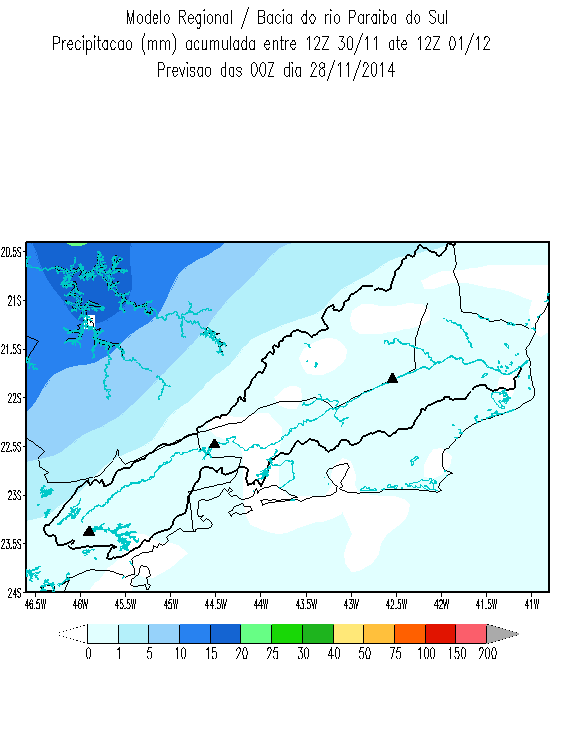 Modelo Regional / Bacia do rio Paraiba do Sul
Precipitacao (mm) acumulada entre 12Z 30/11 ate 12Z 01/12
Previsao das 00Z dia 28/11/2014
20.5S
21S
21.5S
22S
22.5S
23S
23.5S
24S
46.5W 46W 45.5W 45W 44.5W 44W 43.5W 43W 42.5W 42W 41.5W 41W
0 1 5 10 15 20 25 30 40 50 75 100 150 200